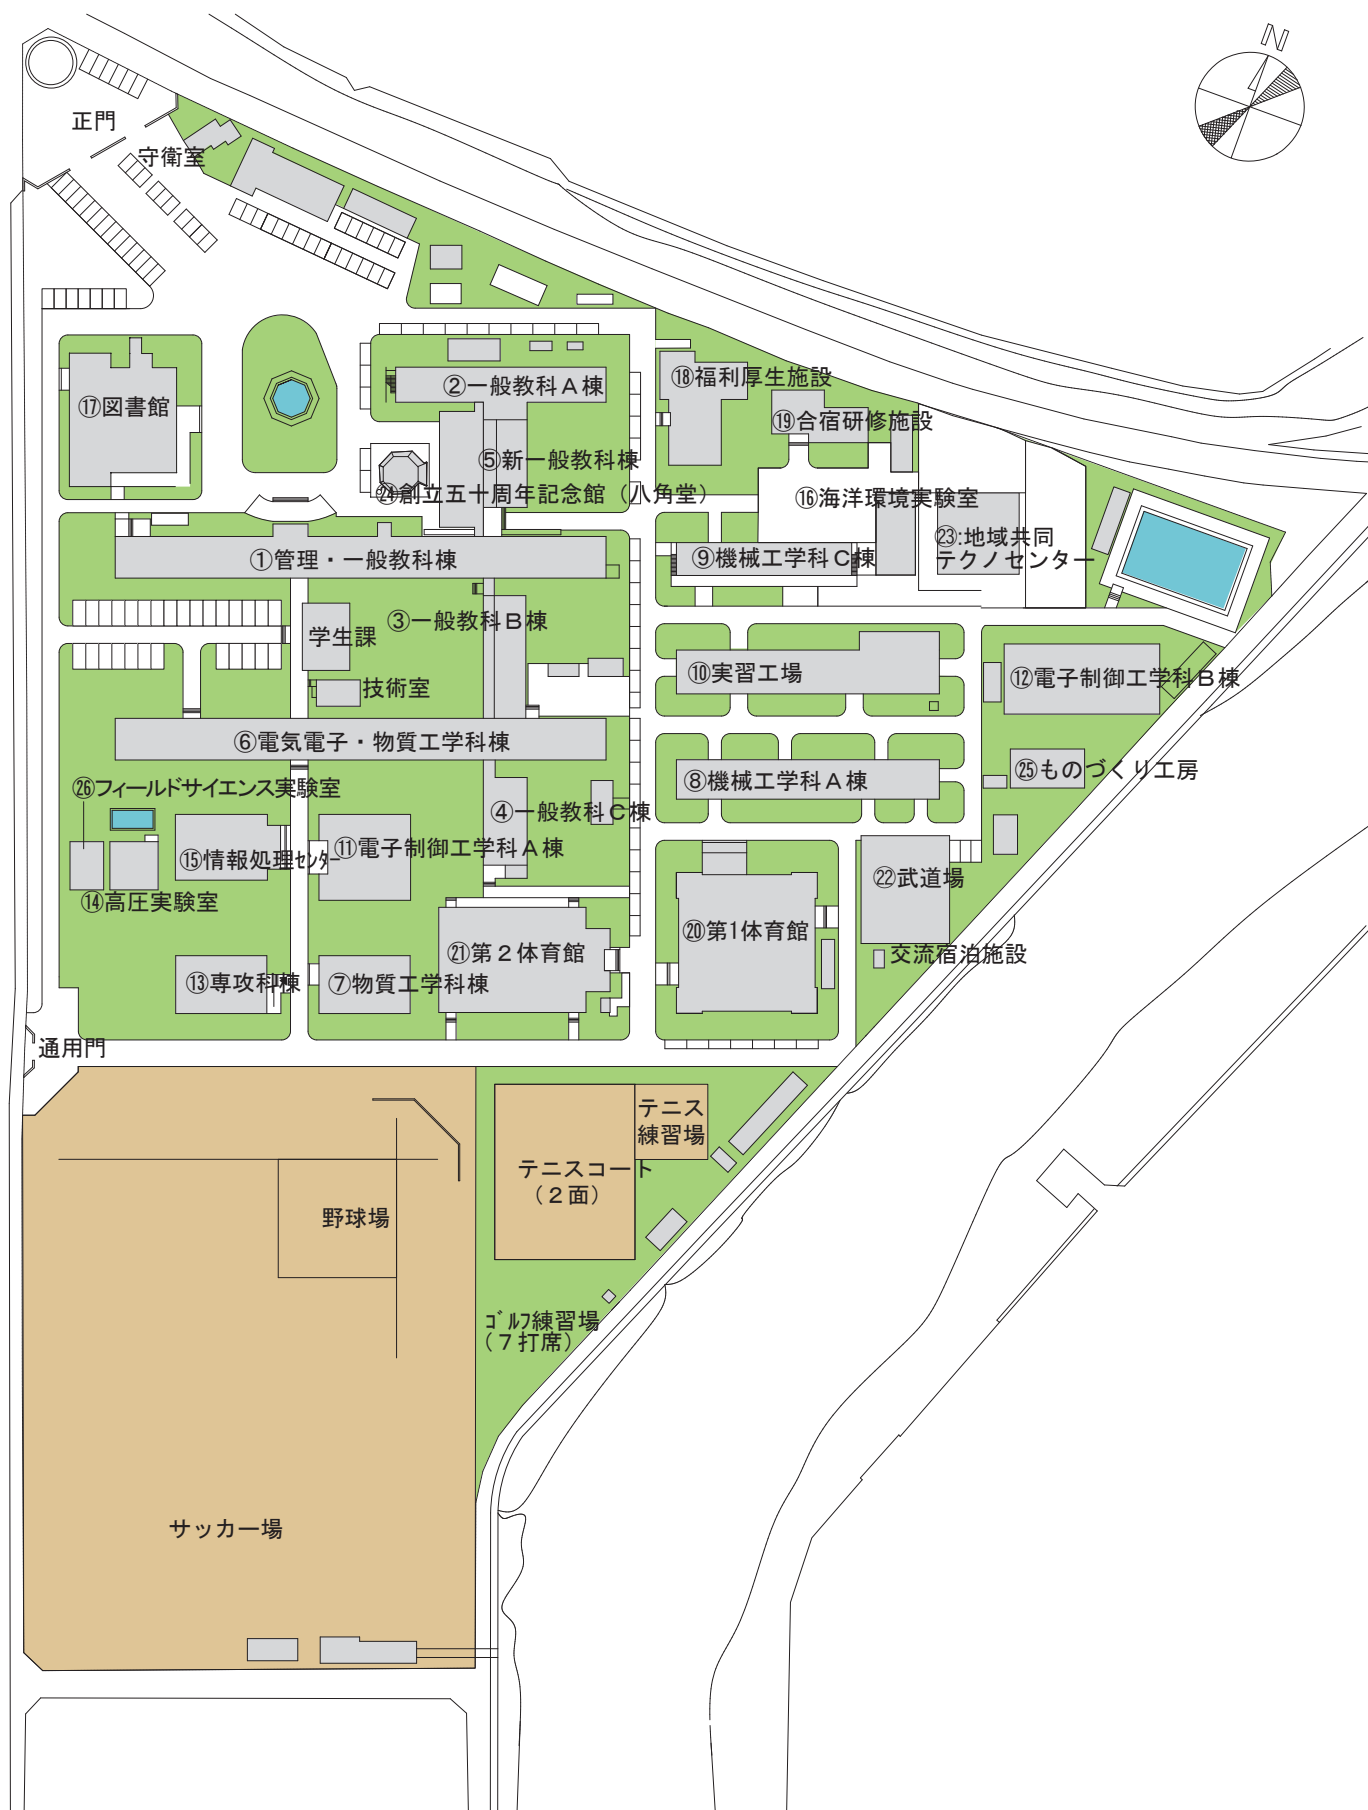 N
正門
守衛室
②一般教科A棟
⑱福利厚生施設
⑰図書館
⑲合宿研修施設
⑤新一般教科棟
㉔創立五十周年記念館（八角堂）
⑯海洋環境実験室
㉓:地域共同
テクノセンター
①管理・一般教科棟
⑨機械工学科C棟
③一般教科B棟
学生課
技術室
⑩実習工場
⑫電子制御工学科B棟
⑥電気電子・物質工学科棟
㉕ものづくり工房
⑧機械工学科A棟
㉖フィールドサイエンス実験室
④一般教科C棟
⑪電子制御工学科A棟
⑮情報処理ｾﾝﾀｰ
㉒武道場
⑭高圧実験室
⑳第1体育館
㉑第２体育館
交流宿泊施設
⑬専攻科棟
⑦物質工学科棟
通用門
テニス
練習場
テニスコート
（２面）
野球場
ｺﾞﾙﾌ練習場
（７打席）
サッカー場